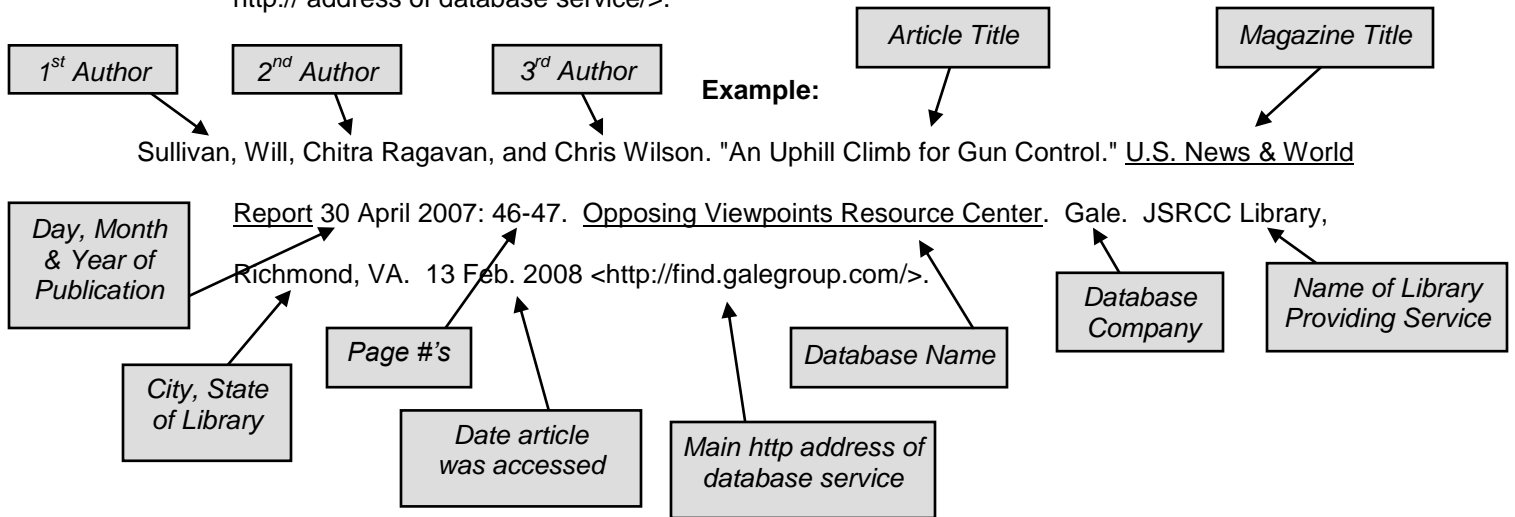 http:// address of database service/>.
Article Title
Magazine Title
1st Author
2nd Author
3rd Author
Example:
Sullivan, Will, Chitra Ragavan, and Chris Wilson. "An Uphill Climb for Gun Control." U.S. News & World
Report 30 April 2007: 46-47. Opposing Viewpoints Resource Center. Gale. JSRCC Library,
Richmond, VA. 13 Feb. 2008 <http://find.galegroup.com/>.
Day, Month
& Year of
Publication
City, State
of Library
Page #'s
Date article
was accessed
Main http address of
database service
Database Name
Database
Company
Name of Library
Providing Service